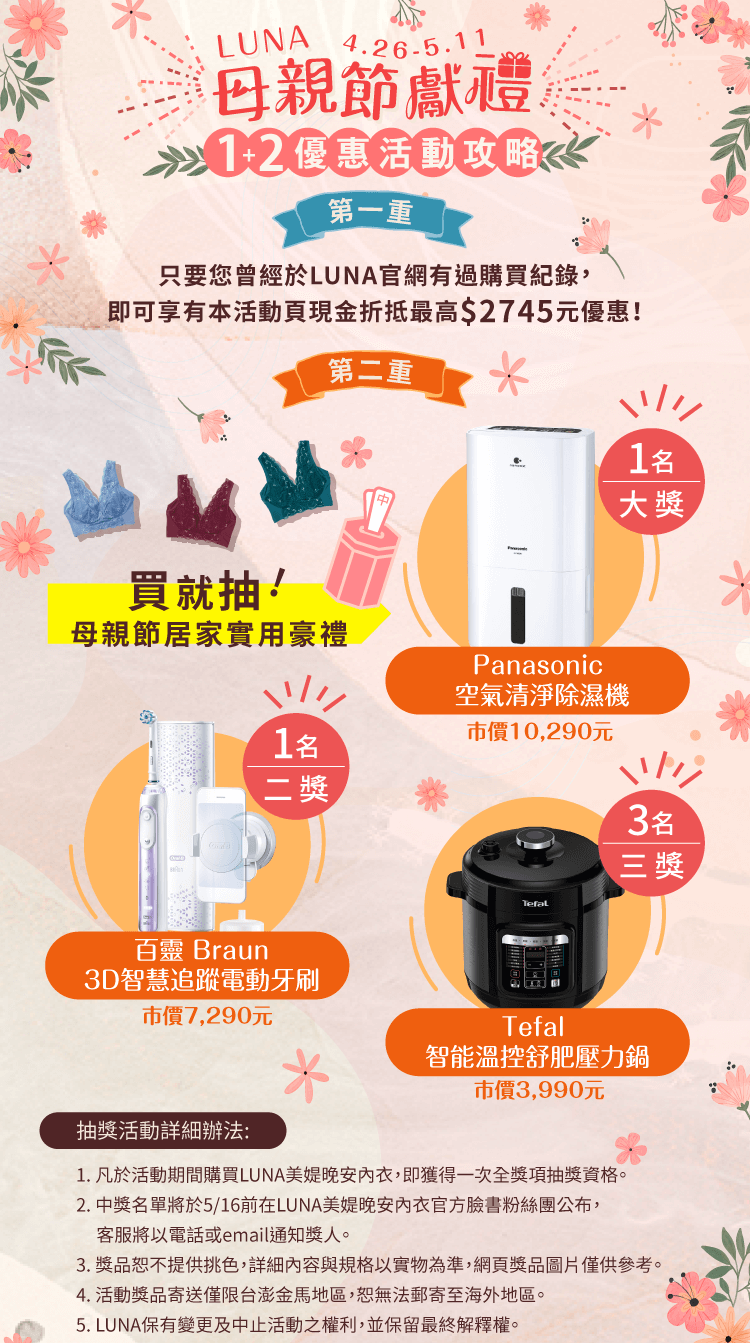 LUNA 4.26-5.11
母親節獻禮
1+2優惠活動攻略
第一重
只要您曾經於LUNA官網有過購買紀錄，
即可享有本活動頁現金折抵最高$2745元優惠！
第二重
1名
大獎
中
Panasonic
買就抽！
母親節居家實用豪禮
Panasonic
空氣清淨除濕機
市價10,290元
1名
二獎
百靈 Braun
3D智慧追蹤電動牙刷
市價7,290元
3名
三獎
Tefal
Tefal
智能溫控舒肥壓力鍋
市價3,990元
抽獎活動詳細辦法:
1. 凡於活動期間購買LUNA美媞晚安內衣，即獲得一次全獎項抽獎資格。
2. 中獎名單將於5/16前在LUNA美媞晚安內衣官方臉書粉絲團公布，
客服將以電話或email通知獎人。
3. 獎品恕不提供挑色，詳細內容與規格以實物為準，網頁獎品圖片僅供參考。
4. 活動獎品寄送僅限台澎金馬地區，恕無法郵寄至海外地區。
5. LUNA保有變更及中止活動之權利，並保留最終解釋權。